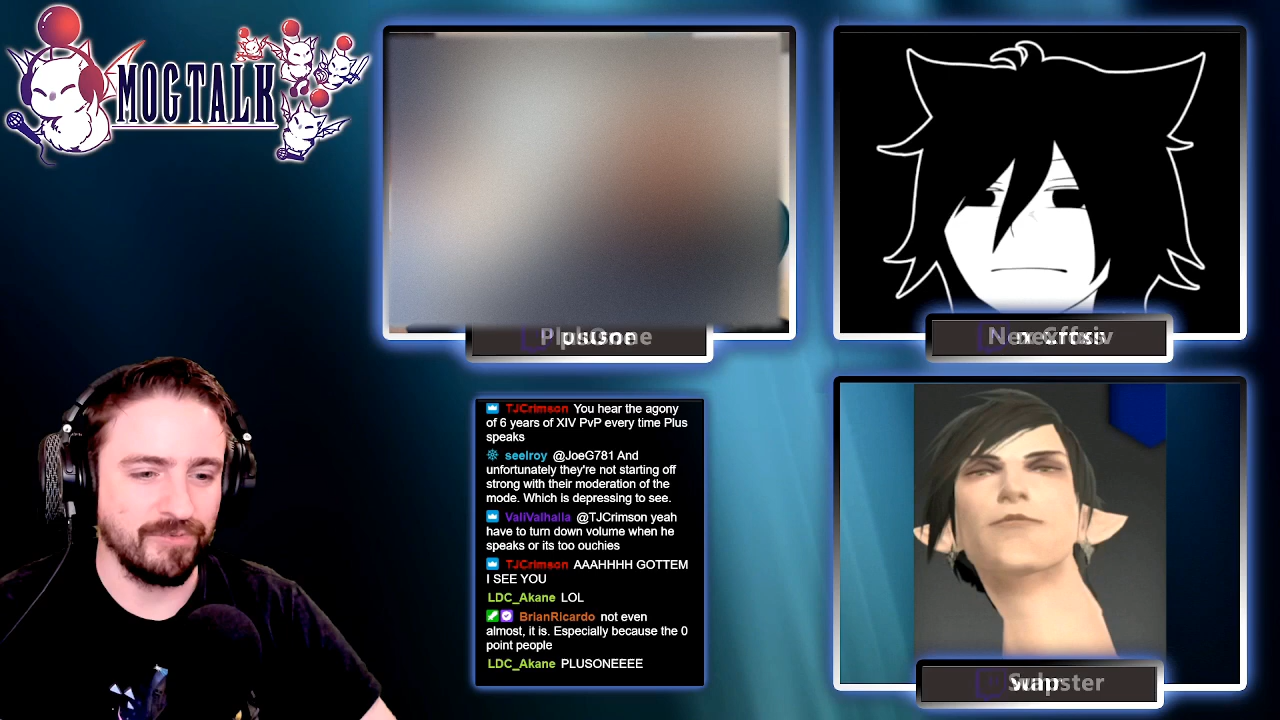 MOGTALK
TJCrimson You hear the agony
of 6 years of XIV PvP every time Plus
speaks
seelroy @JoeG781 And
unfortunately they're not starting off
strong with their moderation of the
mode. Which is depressing to see.
ValiValhalla @TJCrimson yeah
have to turn down volume when he
speaks or its too ouchies
TJCrimson AAAHHHH GOTTEM
I SEE YOU
LDC_Akane LOL
BrianRicardo not even
almost, it is. Especially because the 0
point people
LDC_Akane PLUSONEEEE